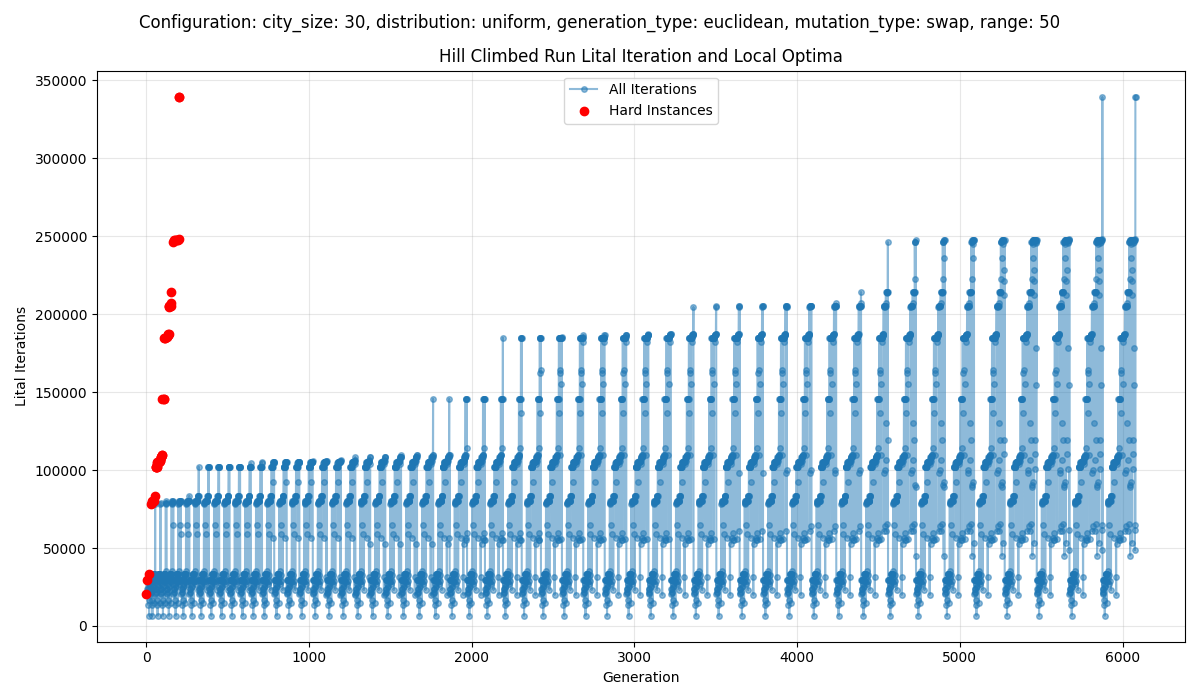 Configuration: city_size: 30, distribution: uniform, generation_type: euclidean, mutation_type: swap, range: 50
Hill Climbed Run Lital Iteration and Local Optima
All Iterations
Hard Instances
350000
300000
250000
200000
150000
100000
50000
0
Lital Iterations
0 1000 2000 3000 4000 5000 6000
Generation